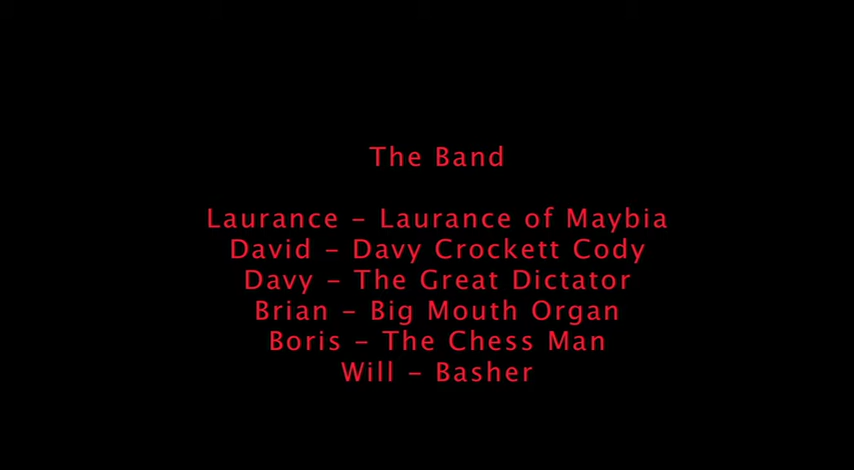 The Band
Laurance - Laurance of Maybia
David - Davy Crockett Cody
Davy - The Great Dictator
Brian - Big Mouth Organ
Boris - The Chess Man
Will - Basher